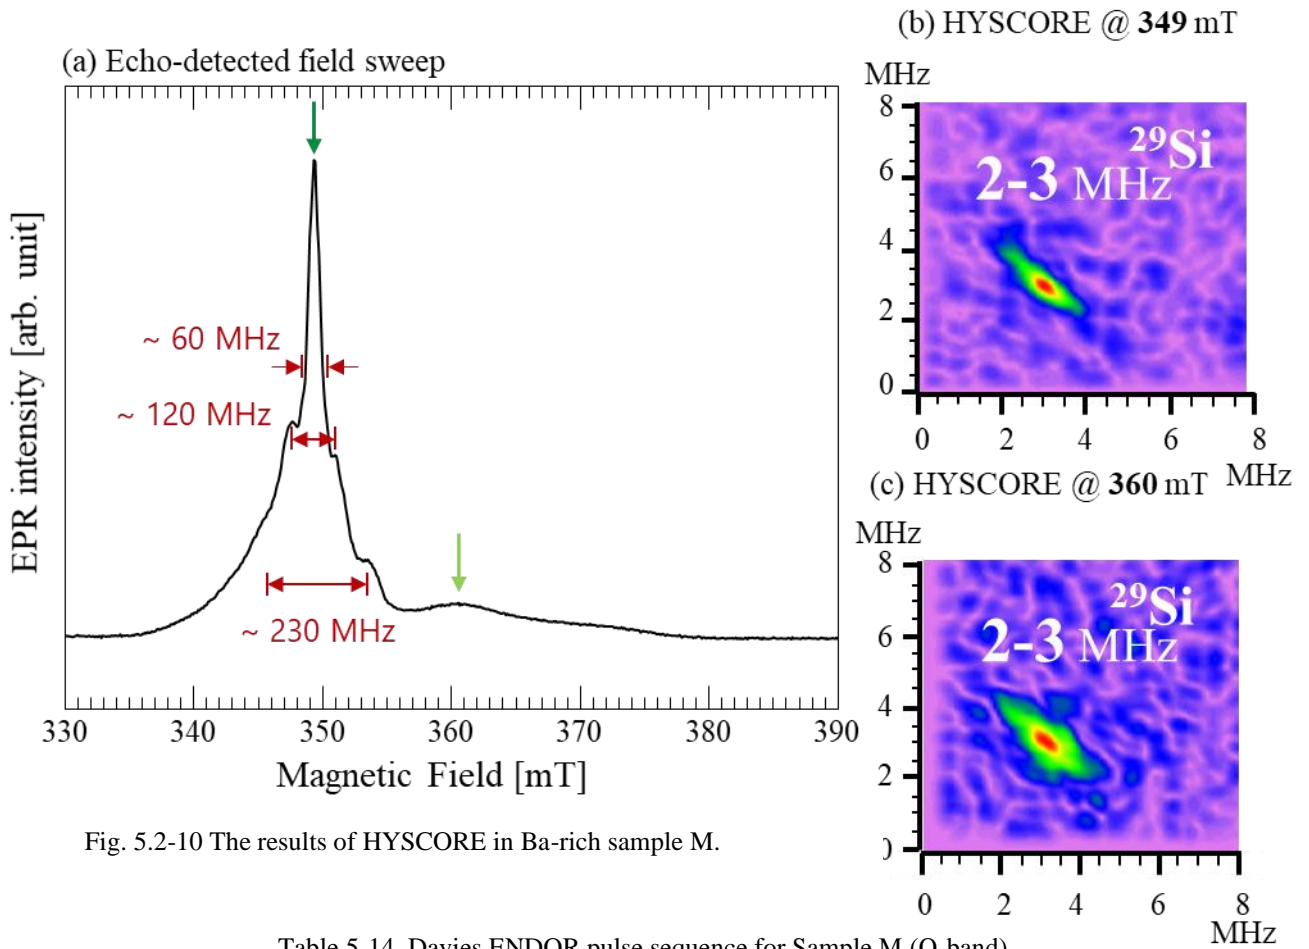 (a) Echo-detected field sweep
EPR intensity [arb. unit]
~ 60 MHz
~ 120 MHz
~ 230 MHz
330 340 350 360 370 380 390
Magnetic Field [mT]
Fig. 5.2-10 The results of HYSCORE in Ba-rich sample M.
(b) HYSCORE @ 349 mT
MHz
8
6
4
2
0
29Si
2-3 MHz
0 2 4 6 8
MHz
(c) HYSCORE @ 360 mT
MHz
8
6
4
2
)
29Si
2-3 MHz
0 2 4 6 8
MHz
Table 5-14. Davies ENDOR pulse sequence for Sample M (Q-band)